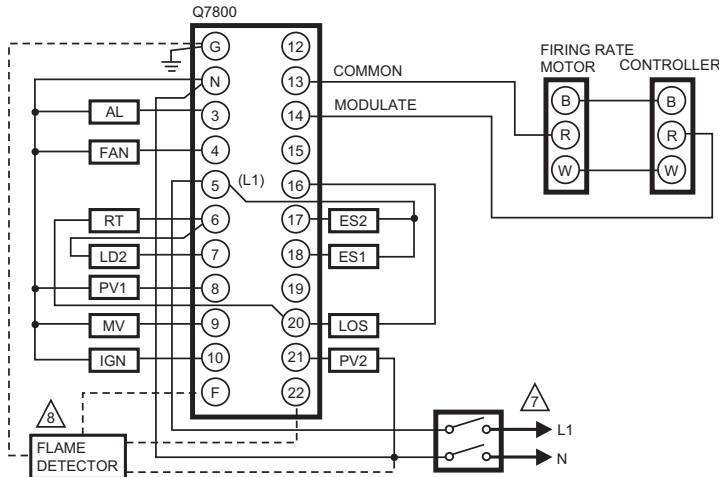 Q7800
G
12
FIRING RATE
MOTOR
CONTROLLER
N
13
COMMON
B
B
AL
3
14
MODULATE
R
R
FAN
4
15
W
W
5
(L1)
16
RT
6
17
ES2
LD2
7
18
ES1
PV1
8
19
MV
9
20
LOS
IGN
10
21
PV2
F
22
8
7
FLAME
DETECTOR
L1
N